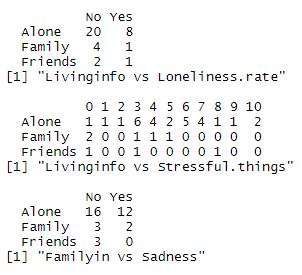 No Yes
Alone 20 8
Family 4 1
Friends 2 1
[1] "Livinginfo vs Loneliness.rate"
0 1 2 3 4 5 6 7 8 9 10
Alone 1 1 1 6 4 2 5 4 1 1 2
Family 2 0 0 1 1 1 0 0 0 0 0
Friends 1 0 0 1 0 0 0 0 1 0 0
[1] "Livinginfo vs Stressful.things"
No Yes
Alone 16 12
Family 3 2
Friends 3 0
[1] "Familyin vs Sadness"